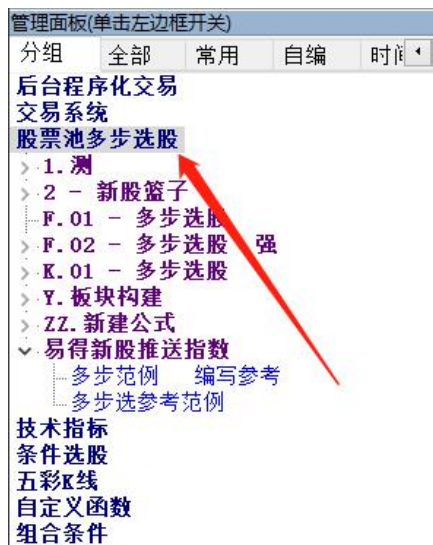 管理面板(单击左边框开关)
分组 全部 常用 自编 时间
后台程序化交易
交易系统
股票池多步选股
1.测
2 - 新股篮子
F.01 - 多步选股
F.02 - 多步选股 强
K.01 - 多步选股
Y.板块构建
ZZ.新建公式
易得新股推送指数
多步范例 编写参考
多步选参考范例
技术指标
条件选股
五彩K线
自定义函数
组合条件